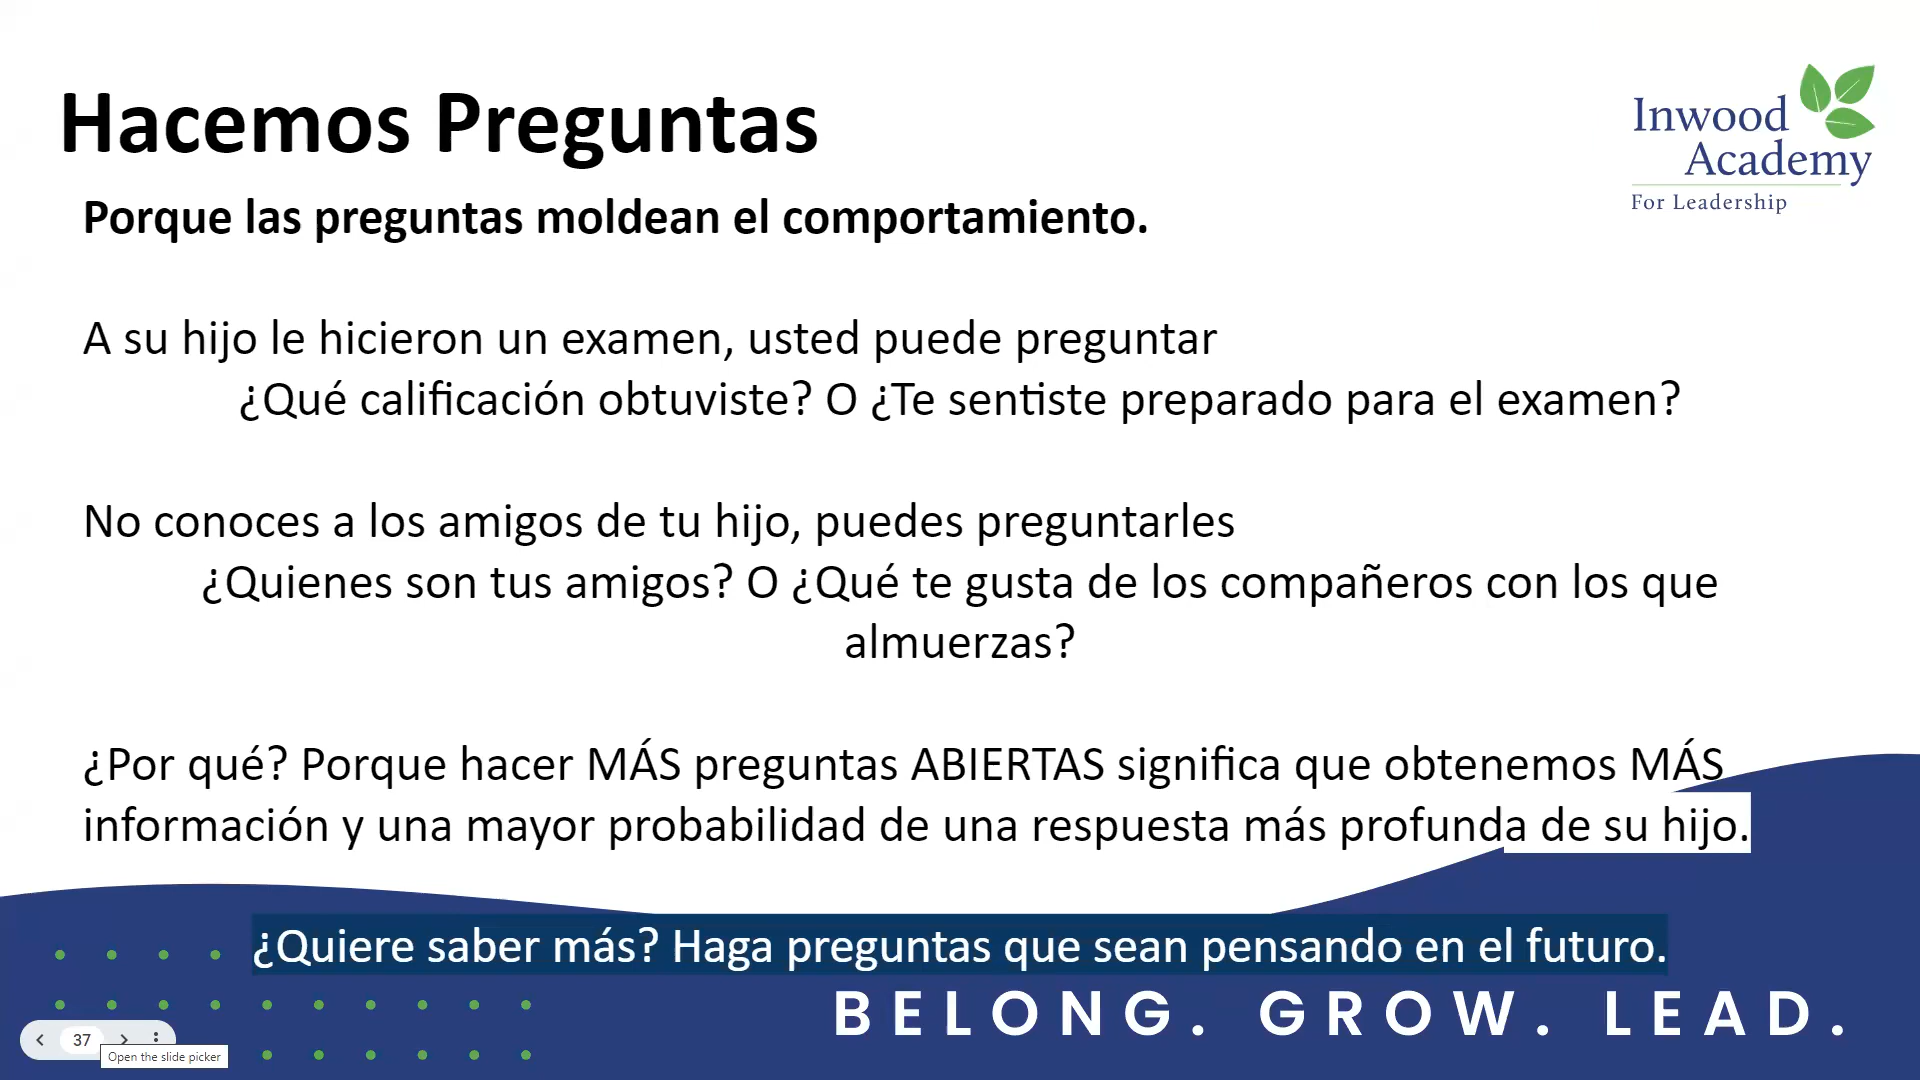 Hacemos Preguntas
Inwood
Academy
For Leadership
Porque las preguntas moldean el comportamiento.
A su hijo le hicieron un examen, usted puede preguntar
¿Qué calificación obtuviste? O ¿Te sentiste preparado para el examen?
No conoces a los amigos de tu hijo, puedes preguntarles
¿Quienes son tus amigos? O ¿Qué te gusta de los compañeros con los que
almuerzas?
¿Por qué? Porque hacer MÁS preguntas ABIERTAS significa que obtenemos MÁS
información y una mayor probabilidad de una respuesta más profunda de su hijo.
¿Quiere saber más? Haga preguntas que sean pensando en el futuro.
BELONG. GROW. LEAD.
37
Open the slide picker